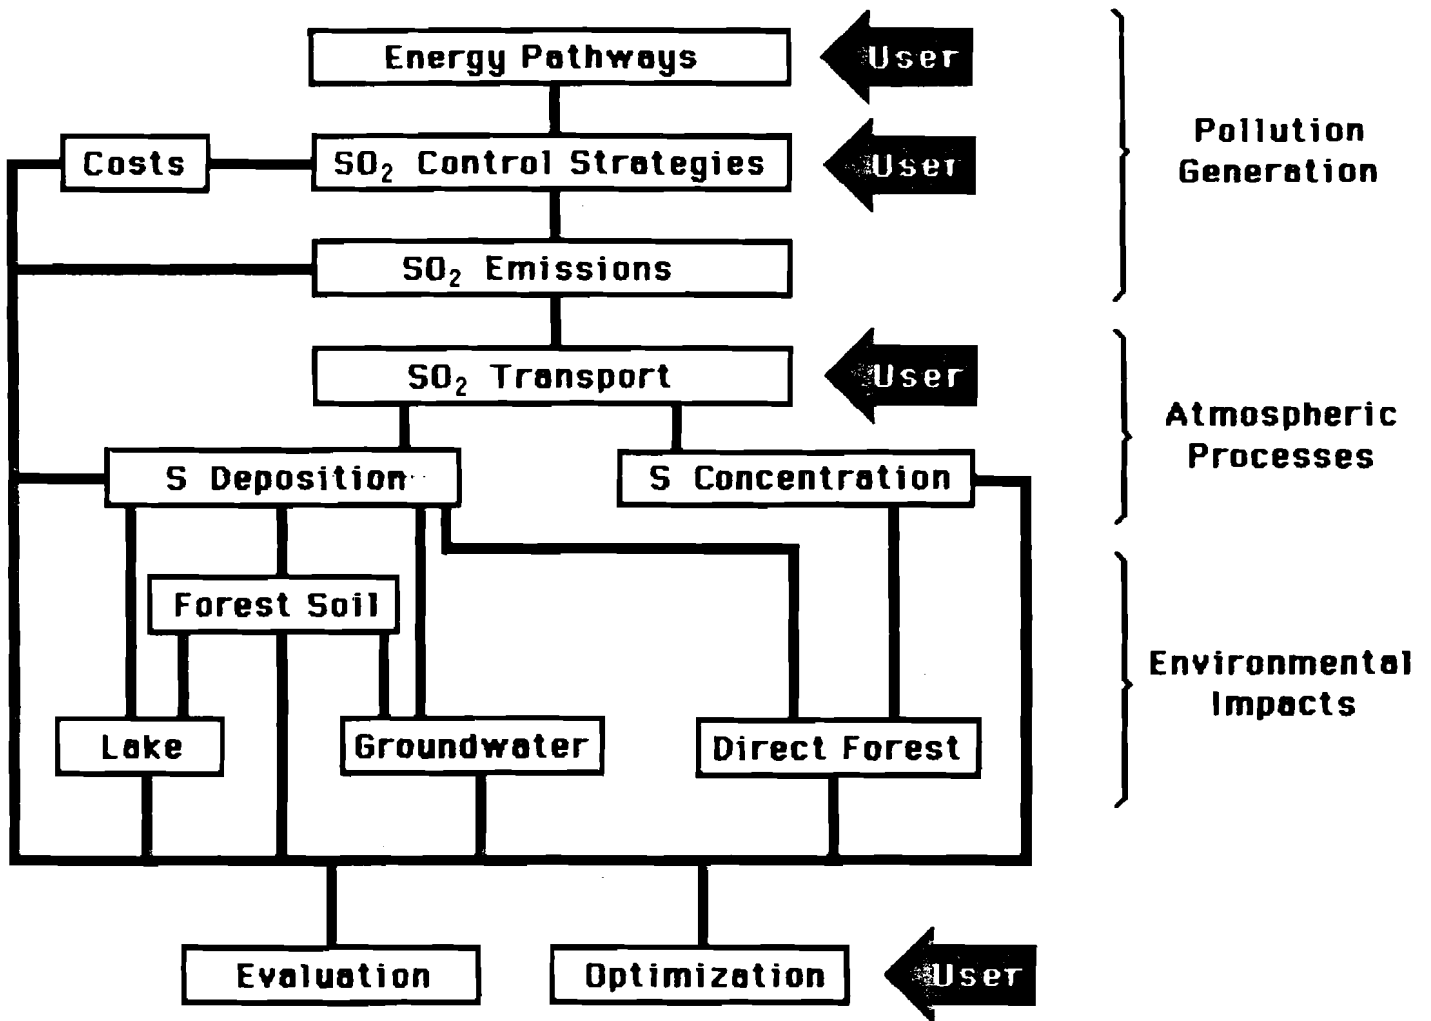 Energy Pathways
User
Costs
SO₂ Control Strategies
User
Pollution
Generation
SO₂ Emissions
SO₂ Transport
User
Atmospheric
Processes
S Deposition
S Concentration
Forest Soil
Environmental
Impacts
Lake
Groundwater
Direct Forest
Evaluation
Optimization
User